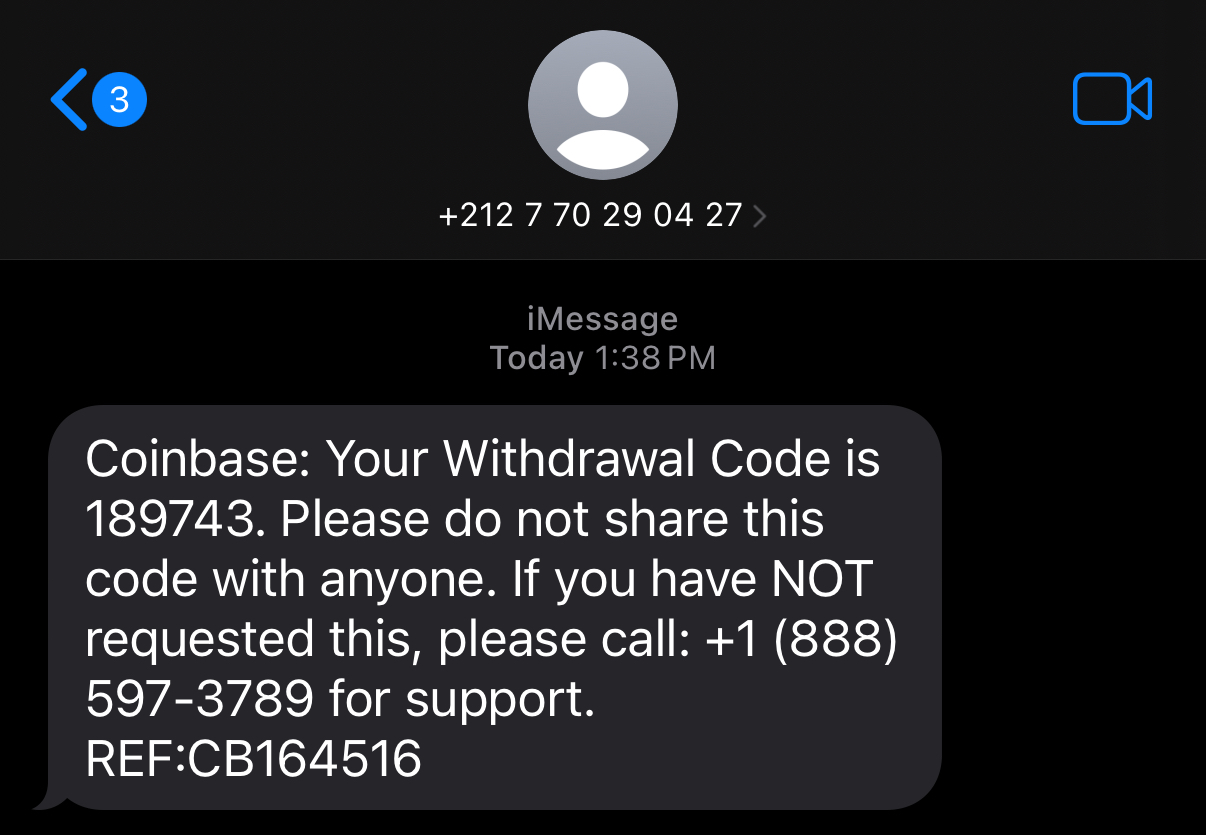 3
+212 7 70 29 04 27
iMessage
Today 1:38 PM
Coinbase: Your Withdrawal Code is
189743. Please do not share this
code with anyone. If you have NOT
requested this, please call: +1 (888)
597-3789 for support.
REF:CB164516